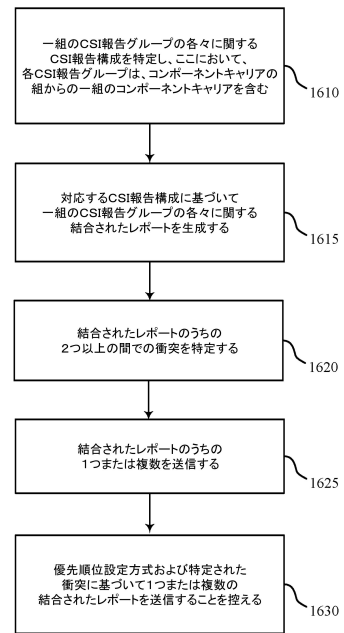 一組のCSI報告グループの各々に関する
CSI報告構成を特定し、ここにおいて、
各CSI報告グループは、コンポーネントキャリアの
組からの一組のコンポーネントキャリアを含む
1610
対応するCSI報告構成に基づいて
一組のCSI報告グループの各々に関する
結合されたレポートを生成する
1615
結合されたレポートのうちの
2つ以上の間での衝突を特定する
1620
結合されたレポートのうちの
1つまたは複数を送信する
1625
優先順位設定方式および特定された
衝突に基づいて1つまたは複数の
結合されたレポートを送信することを控える
1630